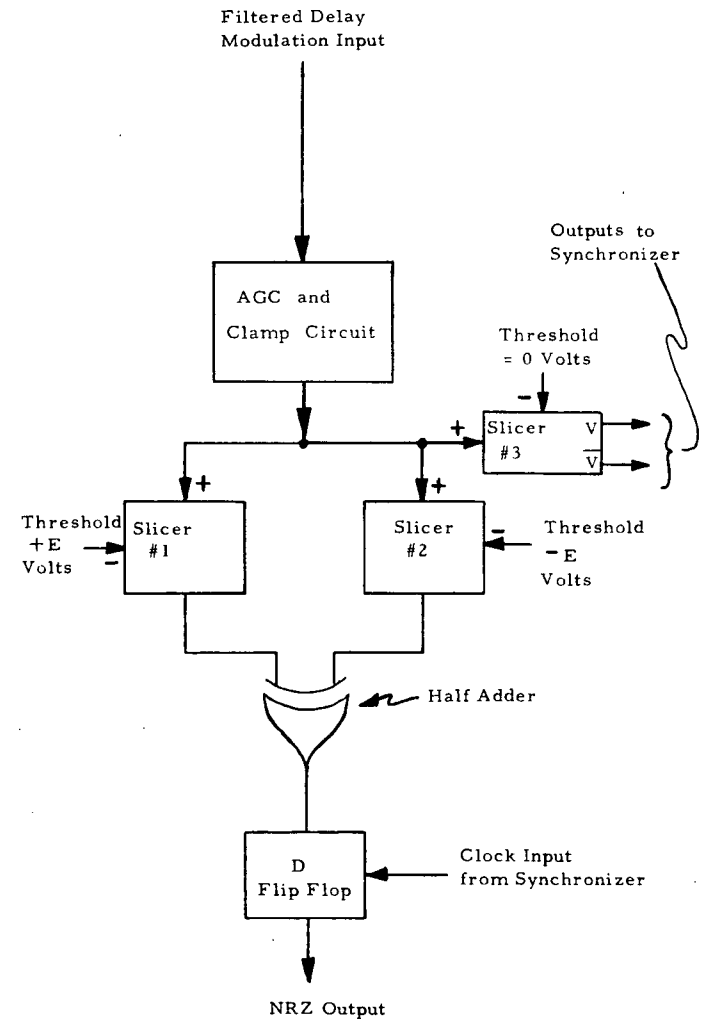 Filtered Delay
Modulation Input
Outputs to
Synchronizer
AGC and
Clamp Circuit
Threshold
= 0 Volts
-
+
Slicer
#3
V
V̅
+
+
Threshold
+E
Volts
-
Slicer
#1
Slicer
#2
-
Threshold
-E
Volts
Half Adder
D
Flip Flop
Clock Input
from Synchronizer
NRZ Output